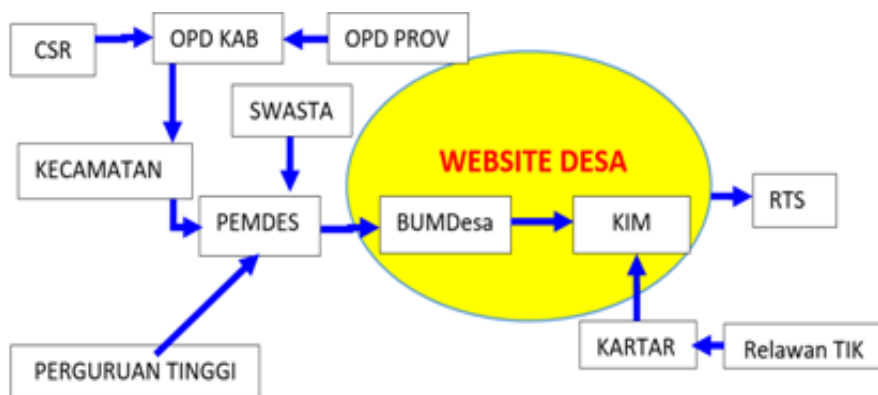 CSR
OPD KAB
OPD PROV
SWASTA
WEBSITE DESA
KECAMATAN
RTS
PEMDES
BUMDesa
KIM
KARTAR
Relawan TIK
PERGURUAN TINGGI